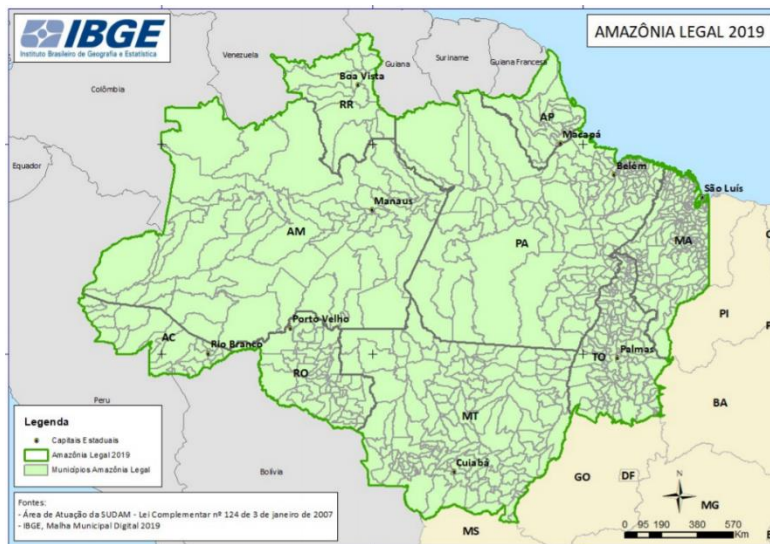 IBGE
Instituto Brasileiro de Geografia e Estatística
AMAZÔNIA LEGAL 2019
Venezuela
Guiana
Suriname
Guiana Francesa
Colômbia
Boa Vista
RR
AP
Macapá
Equador
Belém
São Luís
Manaus
AM
PA
MA
PI
Porto Velho
AC
Rio Branco
TO
Palmas
RO
Peru
MT
BA
Cuiabá
Bolívia
GO
DF
MG
MS
Legenda
Capitais Estaduais
Amazônia Legal 2019
Municípios Amazônia Legal
Fontes:
- Área de Atuação da SUDAM - Lei Complementar nº 124 de 3 de janeiro de 2007
- IBGE, Malha Municipal Digital 2019
N
0 95 190 380 570
Km